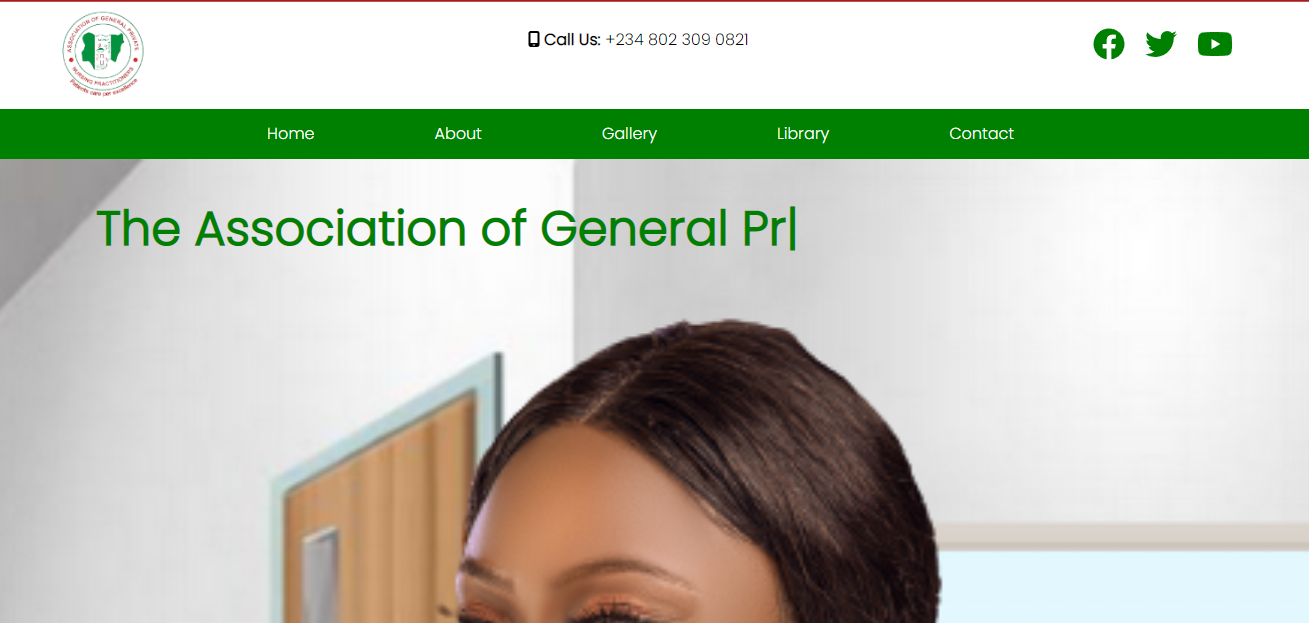 ASSOCIATION OF GENERAL PRIVATE
NURSING PRACTITIONERS
Patients care per excellence
Call Us: +234 802 309 0821
Home About Gallery Library Contact
The Association of General Pr|